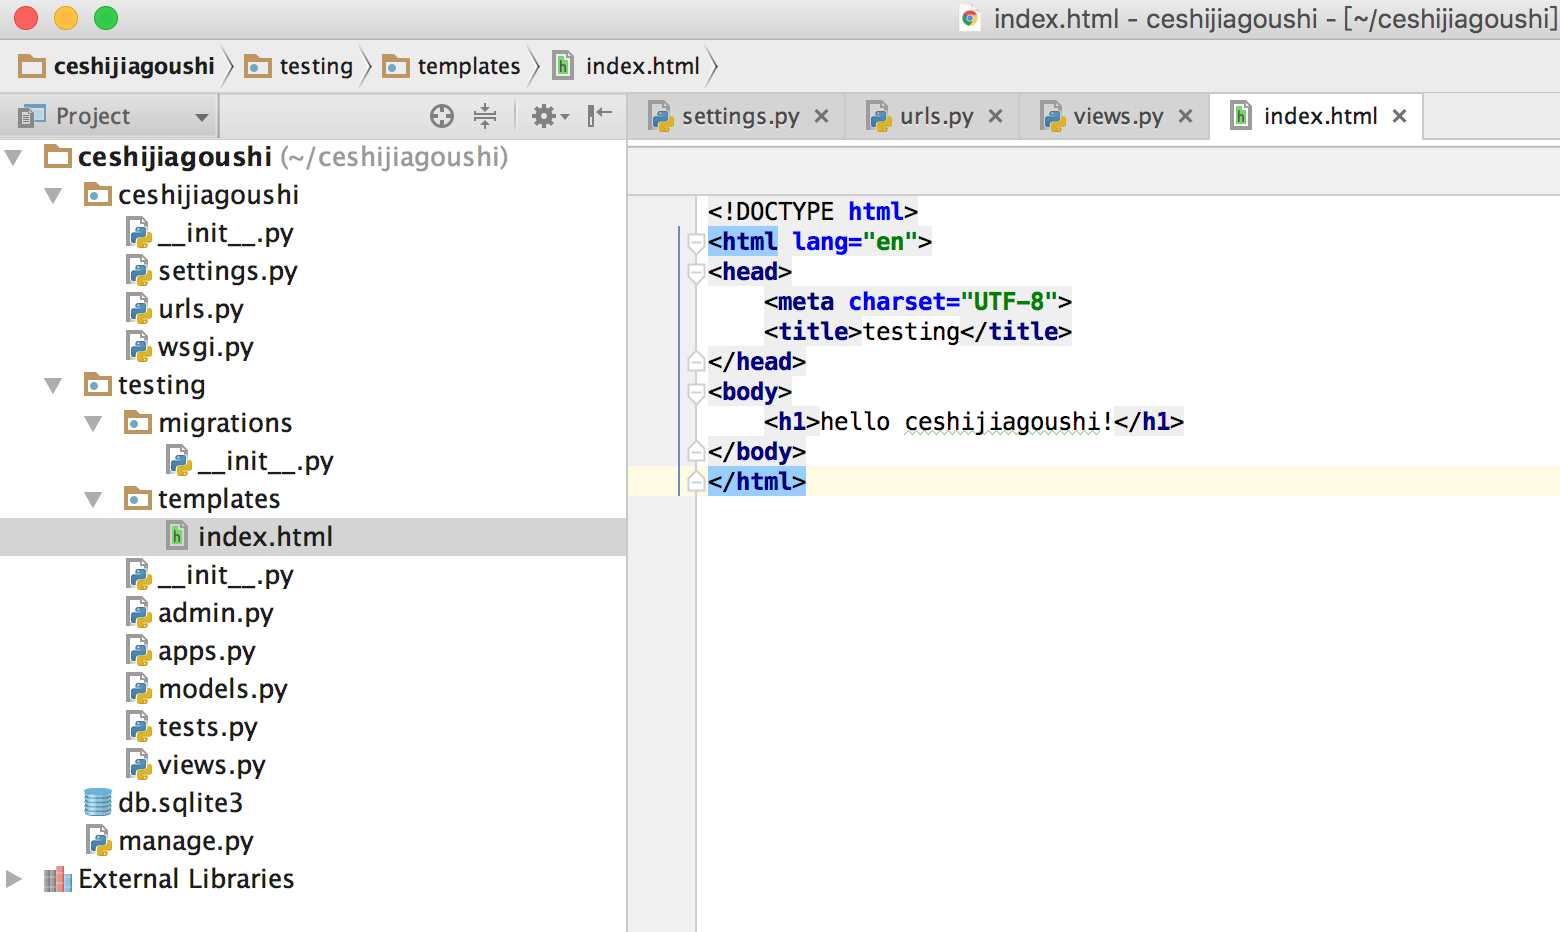 index.html - ceshijiagoushi - [~/ceshijiagoushi]
ceshijiagoushi testing templates index.html
Project
settings.py urls.py views.py index.html
ceshijiagoushi (~/ceshijiagoushi)
ceshijiagoushi
__init__.py
settings.py
urls.py
wsgi.py
testing
migrations
__init__.py
templates
index.html
__init__.py
admin.py
apps.py
models.py
tests.py
views.py
db.sqlite3
manage.py
External Libraries
<!DOCTYPE html>
<html lang="en">
<head>
    <meta charset="UTF-8">
    <title>testing</title>
</head>
<body>
    <h1>hello ceshijiagoushi!</h1>
</body>
</html>